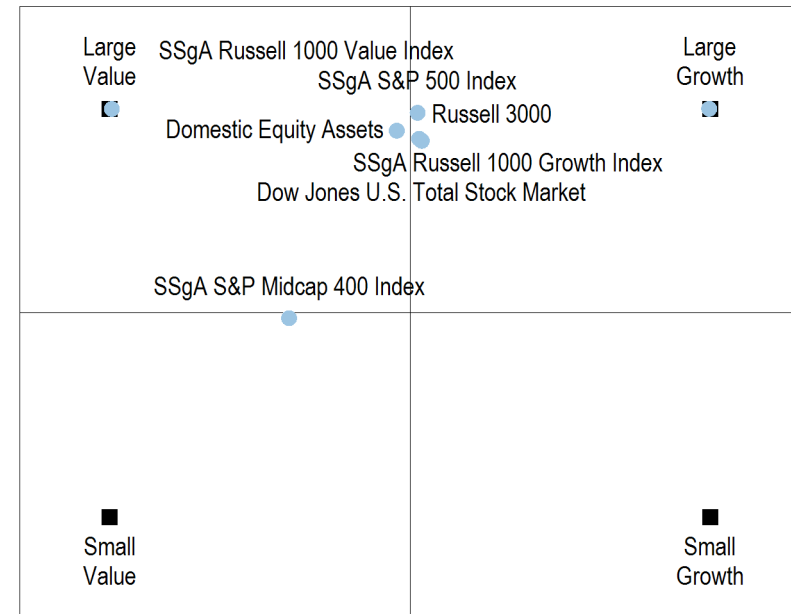 Large
Value
SSgA Russell 1000 Value Index
SSgA S&P 500 Index
Large
Growth
Russell 3000
Domestic Equity Assets
SSgA Russell 1000 Growth Index
Dow Jones U.S. Total Stock Market
SSgA S&P Midcap 400 Index
Small
Value
Small
Growth